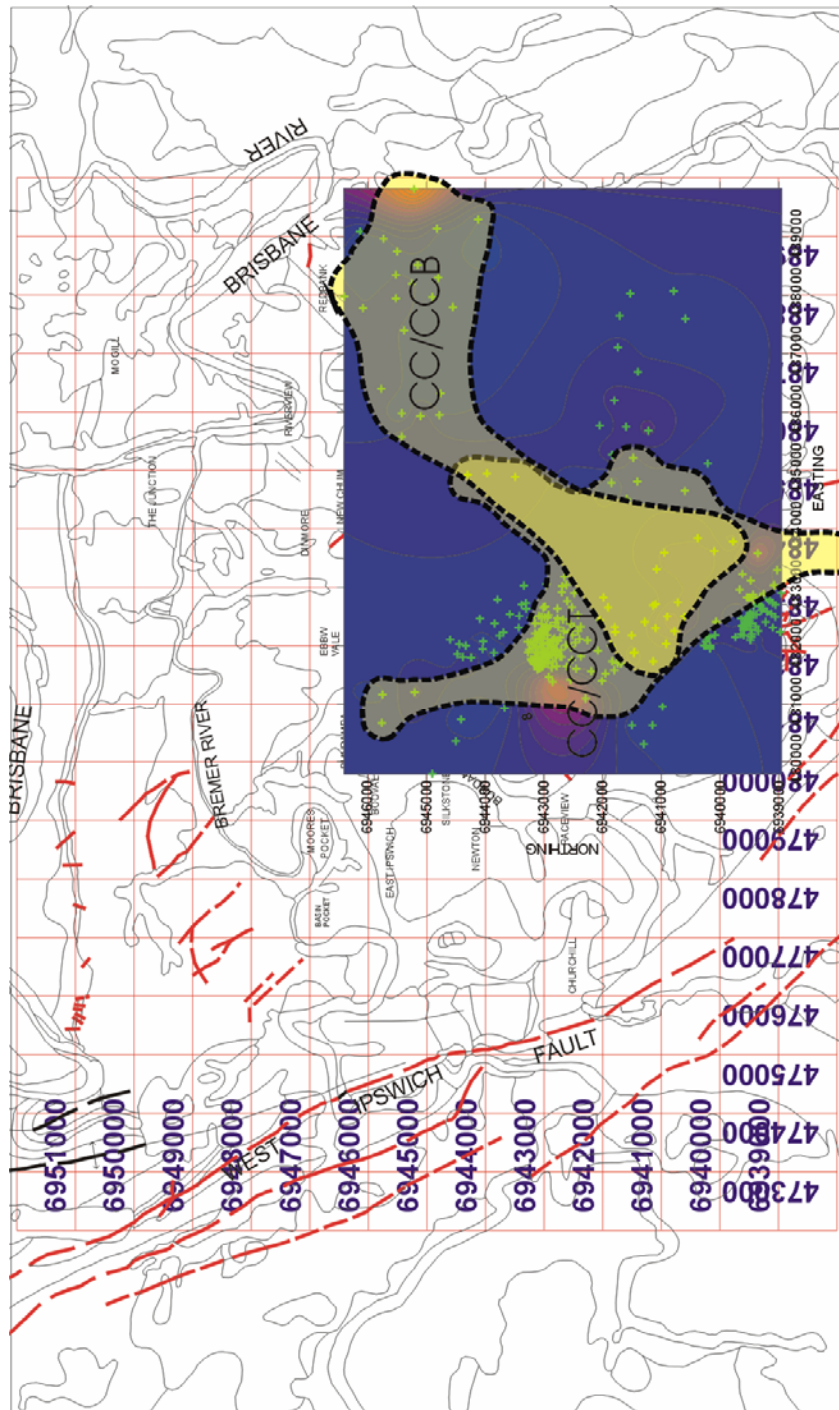 RIVER
BRISBANE
REDBANK
MOGILL
RIVERVIEW
THE JUNCTION
NEW CHUM
DINMORE
EBBW
VALE
BRISBANE
BREMER RIVER
MOORES
POCKET
BASIN
POCKET
EAST IPSWICH
SILKSTONE
NEWTON
CHURCHILL
WEST
IPSWICH
FAULT
CC/CCB
CC/CCT
8
EASTING
NORTHING
6946000
6945000
6944000
6943000
6942000
6941000
6940000
6939000
479000
478000
477000
476000
475000
6951000
6950000
6949000
6948000
6947000
6946000
6945000
6944000
6943000
6942000
6941000
6940000